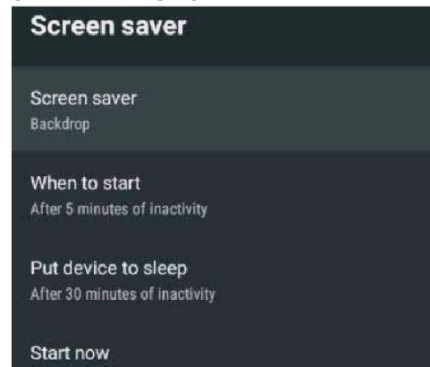 Screen saver
Screen saver
Backdrop
When to start
After 5 minutes of inactivity
Put device to sleep
After 30 minutes of inactivity
Start now